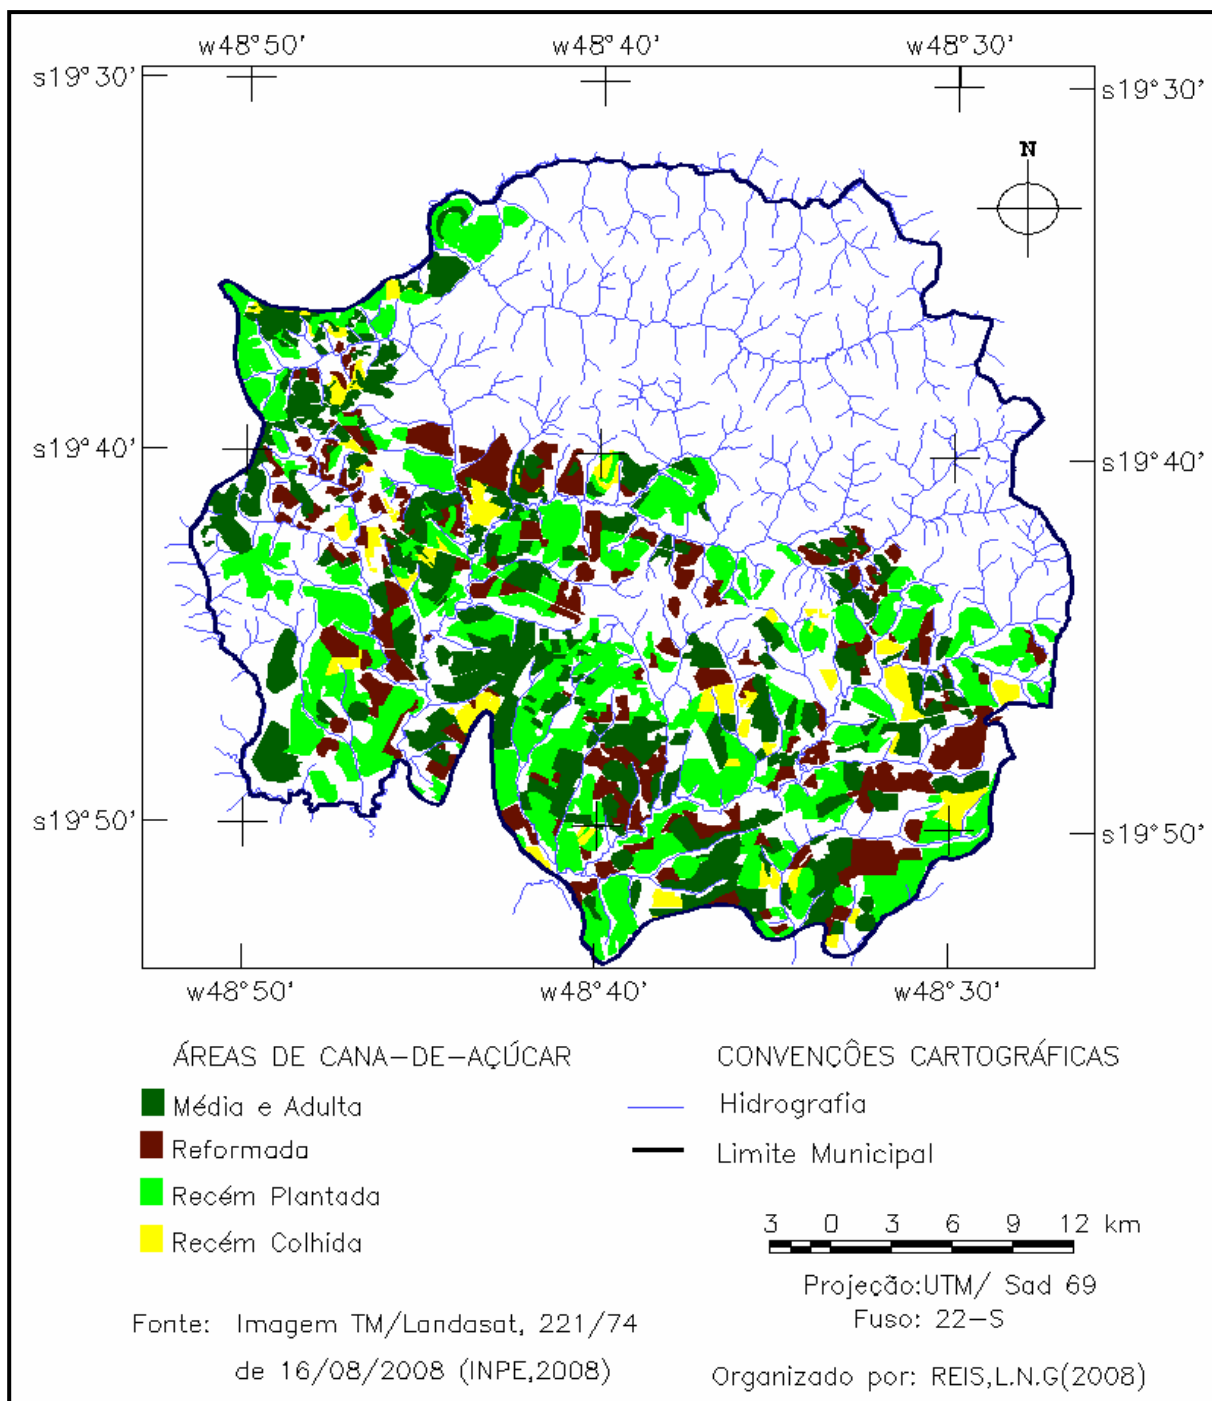 w48°50' w48°40' w48°30'
s19°30' s19°30'
N
s19°40' s19°40'
s19°50' s19°50'
w48°50' w48°40' w48°30'
ÁREAS DE CANA-DE-AÇÚCAR
Média e Adulta
Reformada
Recém Plantada
Recém Colhida
CONVENÇÔES CARTOGRÁFICAS
Hidrografia
Limite Municipal
3 0 3 6 9 12 km
Projeção:UTM/ Sad 69
Fuso: 22-S
Fonte: Imagem TM/Landasat, 221/74
de 16/08/2008 (INPE,2008)
Organizado por: REIS,L.N.G(2008)